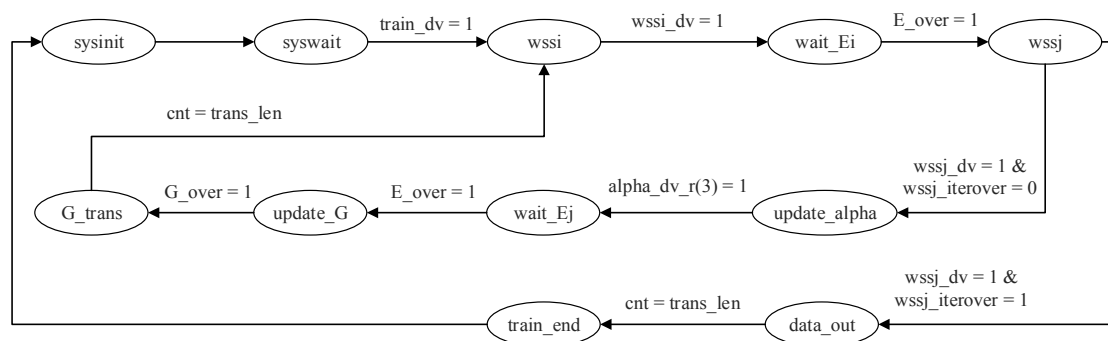 train_dv = 1
wssi_dv = 1
E_over = 1
sysinit
syswait
wssi
wait_Ei
wssj
cnt = trans_len
wssj_dv = 1 &
wssj_iterover = 0
G_over = 1
E_over = 1
alpha_dv_r(3) = 1
G_trans
update_G
wait_Ej
update_alpha
wssj_dv = 1 &
wssj_iterover = 1
cnt = trans_len
train_end
data_out